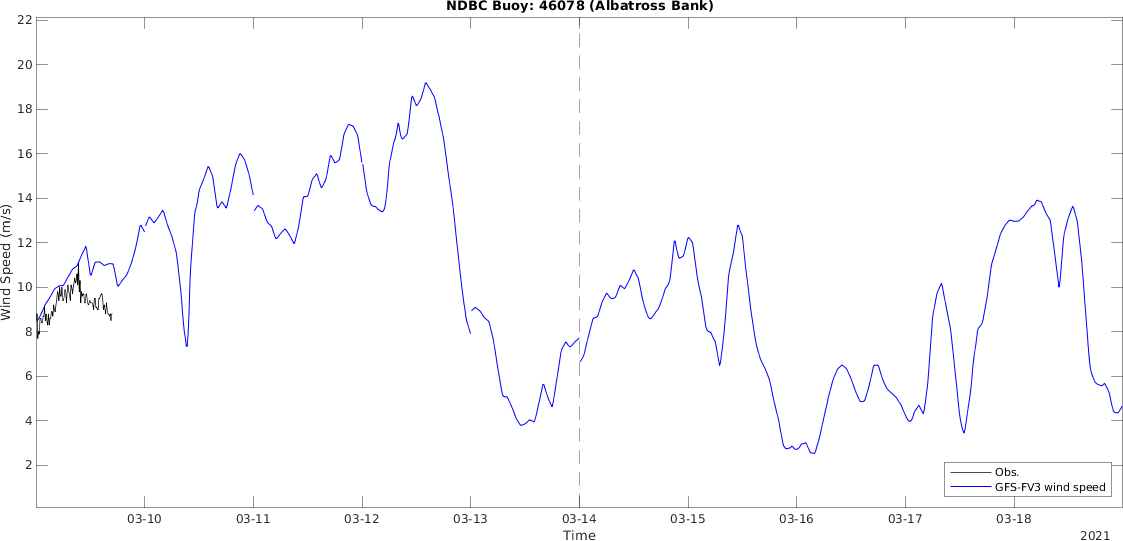 NDBC Buoy: 46078 (Albatross Bank)
22
20
18
16
14
12
10
8
6
4
2
Wind Speed (m/s)
03-10 03-11 03-12 03-13 03-14 03-15 03-16 03-17 03-18
Time
2021
Obs.
GFS-FV3 wind speed